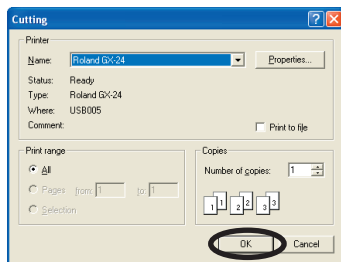 Cutting
Printer
Name: Roland GX-24 Properties...
Status: Ready
Type: Roland GX-24
Where: USB005
Comment: Print to file
Print range
All
Pages from: 1 to: 1
Selection
Copies
Number of copies: 1
1 1 2 2 3 3
OK Cancel